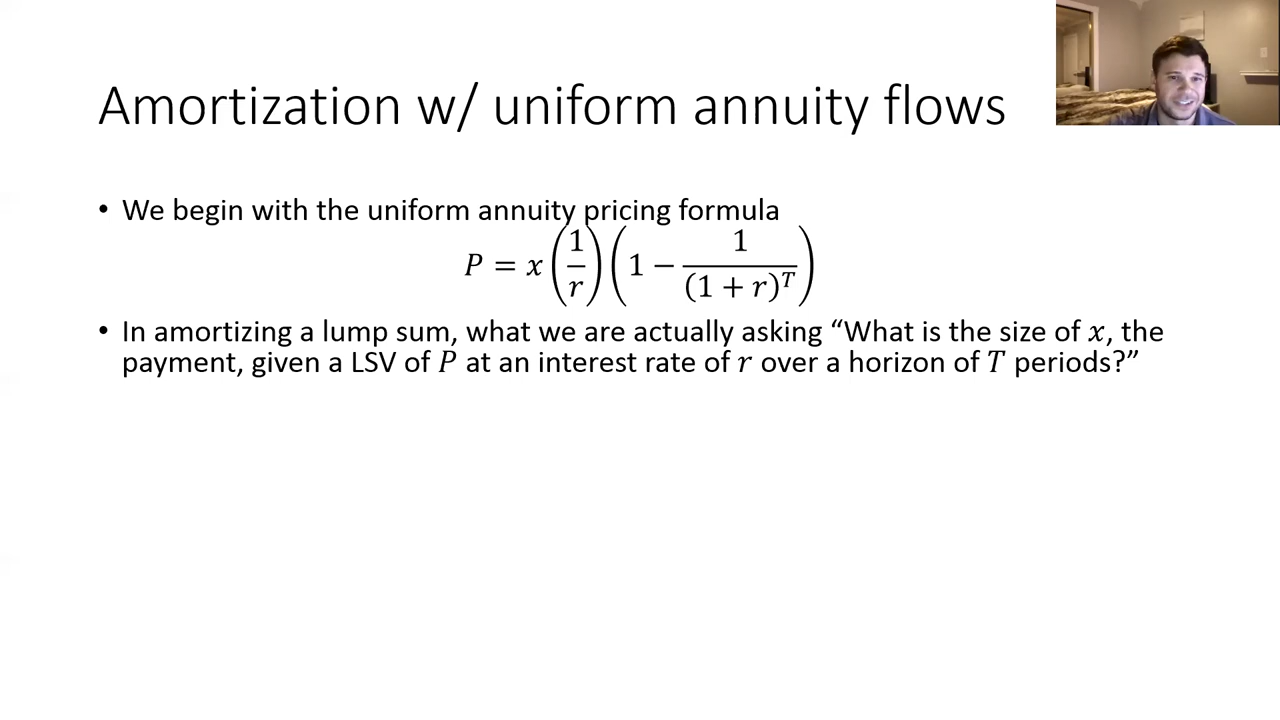 Amortization w/ uniform annuity flows
• We begin with the uniform annuity pricing formula
P = x (1/r) (1 − 1/(1 + r)^T)
• In amortizing a lump sum, what we are actually asking “What is the size of x, the
payment, given a LSV of P at an interest rate of r over a horizon of T periods?”